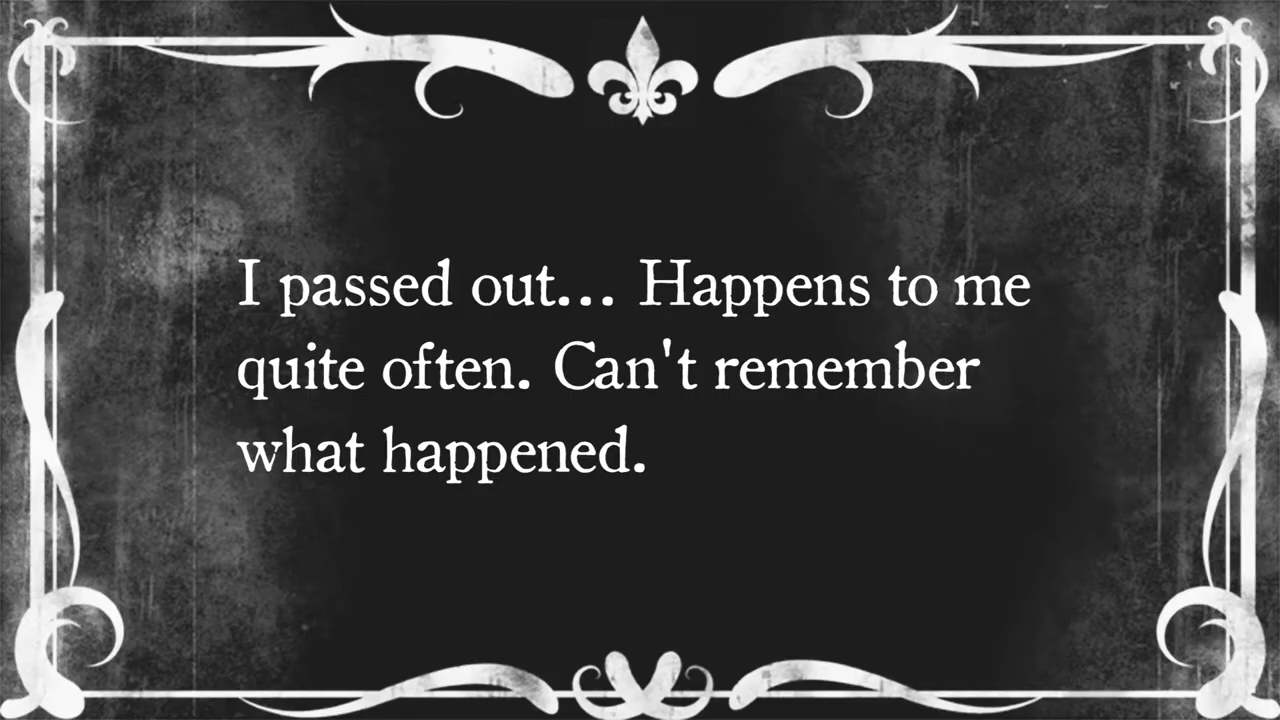 I passed out... Happens to me
quite often. Can't remember
what happened.